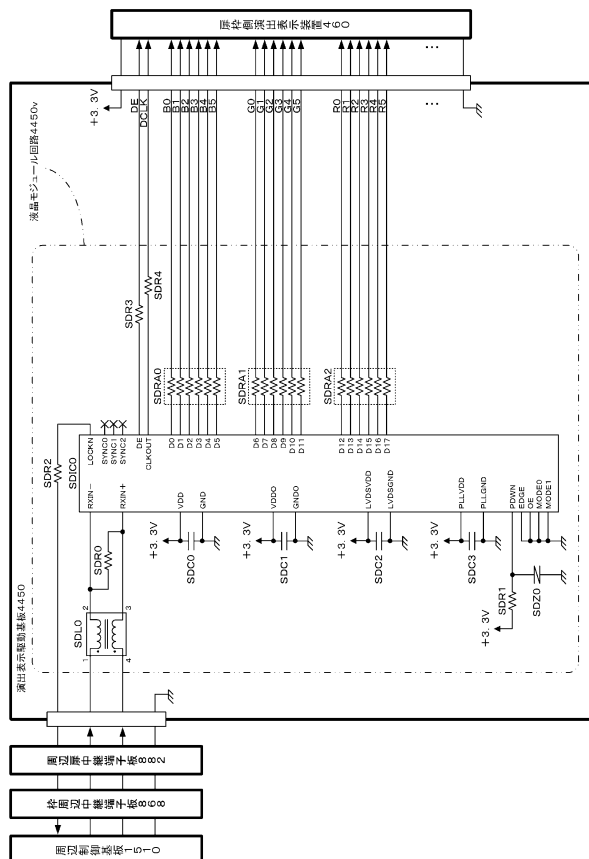 演出表示駆動基板4450
液晶モジュール回路4450v
周辺制御基板1510
枠周辺中継端子板868
周辺扉中継端子板882
扉枠側演出表示装置460
SDL0
1
2
3
4
SDR0
SDR2
SDIC0
RXIN-
RXIN+
LOCKN
SYNC0
SYNC1
SYNC2
DE
CLKOUT
D0
D1
D2
D3
D4
D5
D6
D7
D8
D9
D10
D11
D12
D13
D14
D15
D16
D17
VDD
GND
VDDO
GNDO
LVDSVDD
LVDSGND
PLLVDD
PLLGND
PDWN
EDGE
OE
MODE0
MODE1
+3.3V
SDC0
+3.3V
SDC1
+3.3V
SDC2
+3.3V
SDC3
+3.3V
SDR1
SDZ0
SDR3
SDR4
SDRA0
SDRA1
SDRA2
+3.3V
DE
DCLK
B0
B1
B2
B3
B4
B5
G0
G1
G2
G3
G4
G5
R0
R1
R2
R3
R4
R5
...
...